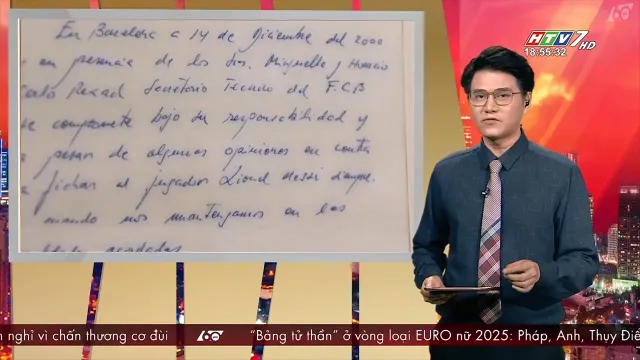 En Barcelona a 14 de Diciembre del 2000
en presencia de los Srs. Minguella y Horacio
Carlo Rexach Secretario Tecnico del F.C.B
se compromete bajo su responsabilidad y
a pesar de algunas opiniones en contra
a fichar al jugador Lionel Messi siempre
cuando nos mantengamos en las
acordadas
HTV7 HD
18:55:32
60
n nghỉ vì chấn thương cơ đùi 60 "Bảng tử thần" ở vòng loại EURO nữ 2025: Pháp, Anh, Thụy Điể